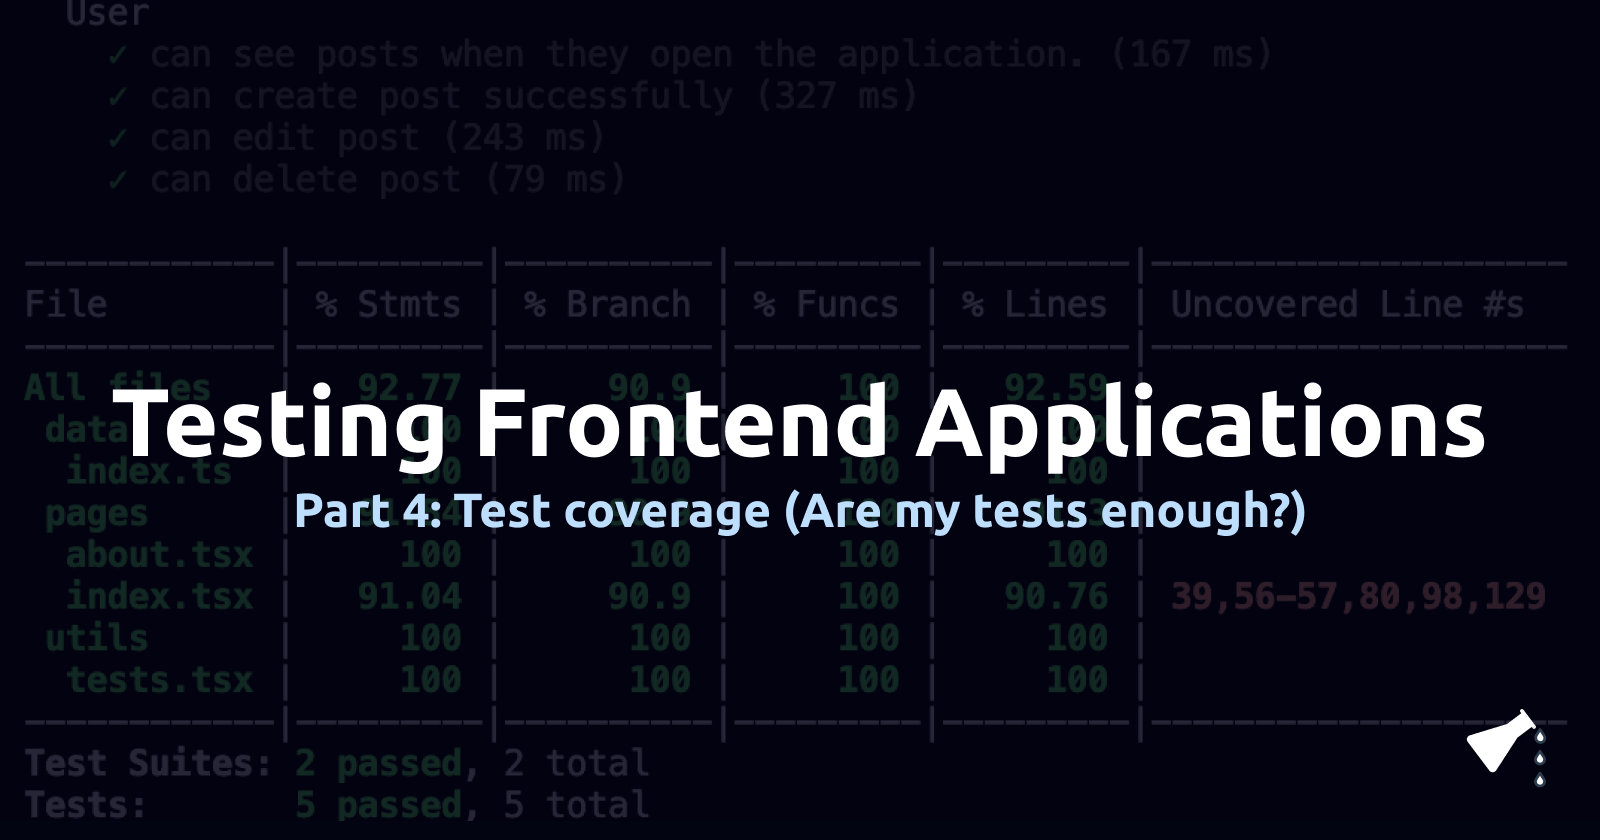 User
✓ can see posts when they open the application. (167 ms)
✓ can create post successfully (327 ms)
✓ can edit post (243 ms)
✓ can delete post (79 ms)
File | % Stmts | % Branch | % Funcs | % Lines | Uncovered Line #s
All files | 92.77 | 90.9 | 100 | 92.59 |
Testing Frontend Applications
data
index.ts | 100 | 100 | 100 | 100 |
pages
Part 4: Test coverage (Are my tests enough?)
about.tsx | 100 | 100 | 100 | 100 |
index.tsx | 91.04 | 90.9 | 100 | 90.76 | 39,56–57,80,98,129
utils | 100 | 100 | 100 | 100 |
tests.tsx | 100 | 100 | 100 | 100 |
Test Suites: 2 passed, 2 total
Tests: 5 passed, 5 total